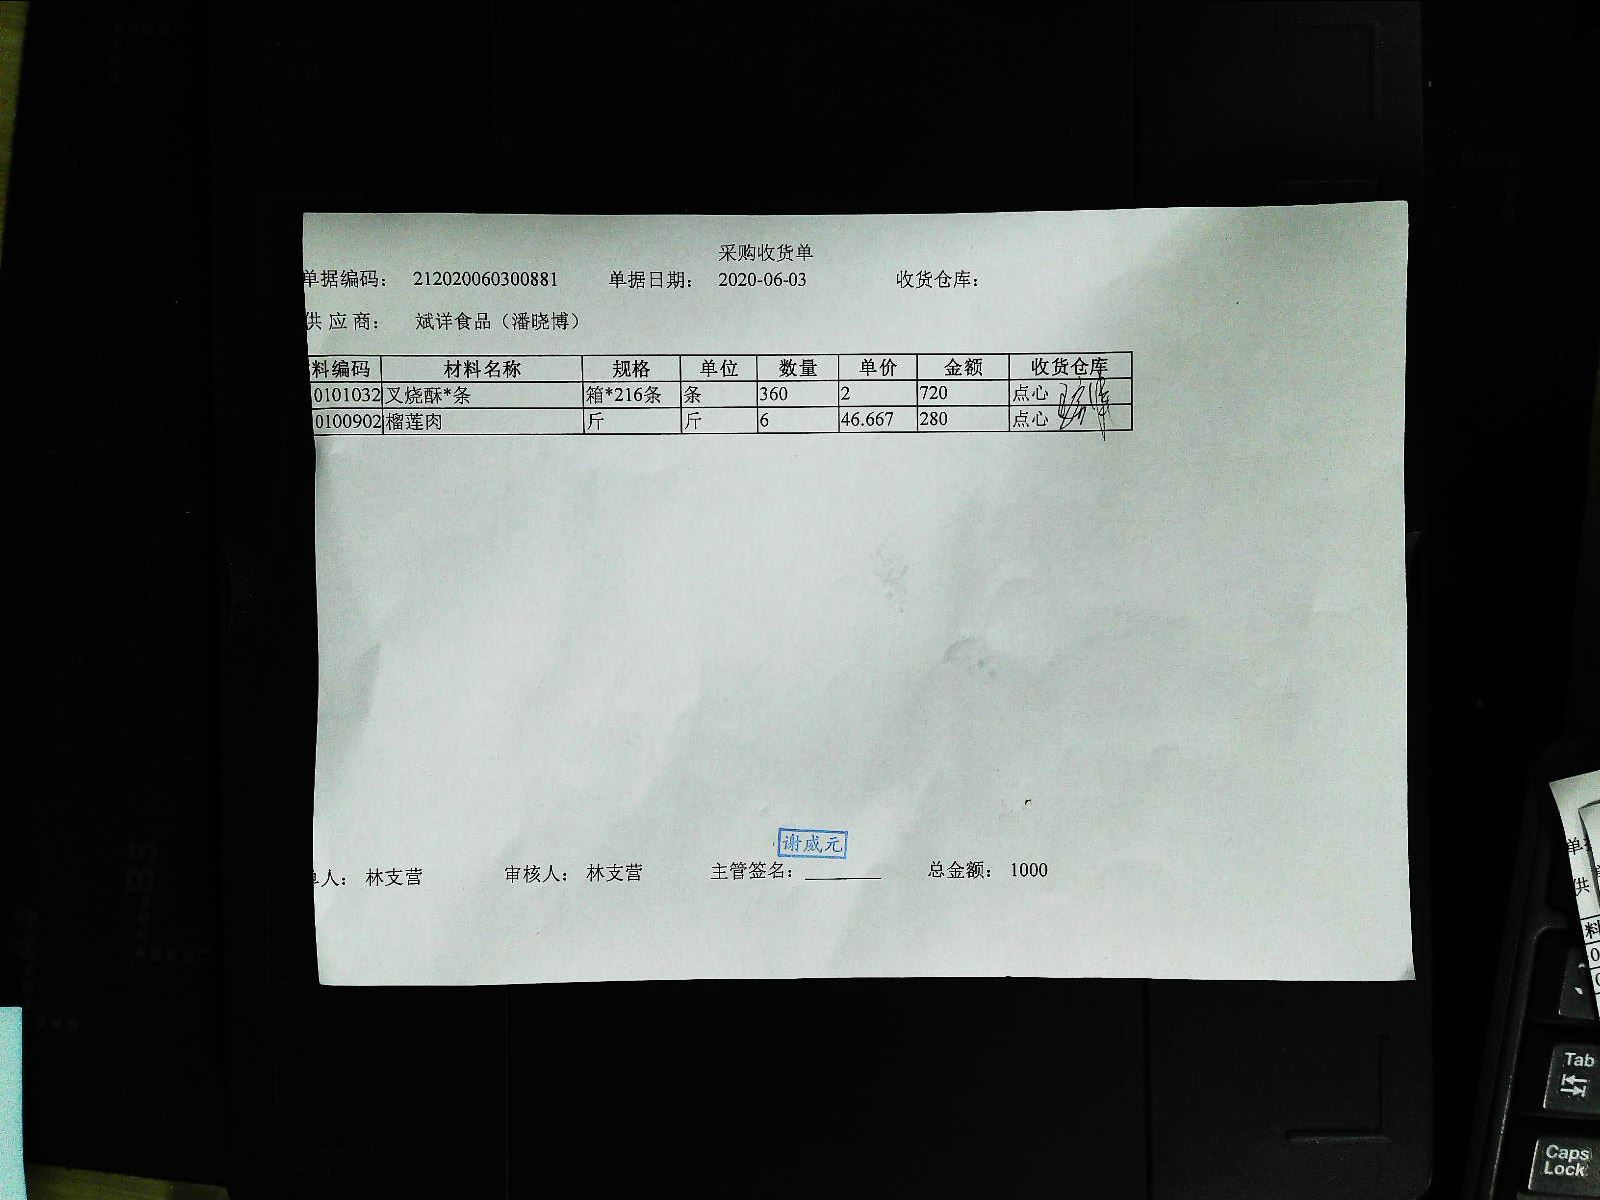 采购收货单
单据编码： 212020060300881 单据日期： 2020-06-03 收货仓库：
供应商： 斌洋食品（潘晓博）
料编码 材料名称 规格 单位 数量 单价 金额 收货仓库
0101032 叉烧酥*条 箱*216条 条 360 2 720 点心
0100902 榴莲肉 斤 斤 6 46.667 280 点心
谢威元
单人： 林支营 审核人： 林支营 主管签名： 总金额： 1000
单
供
料
Tab
Caps
Lock